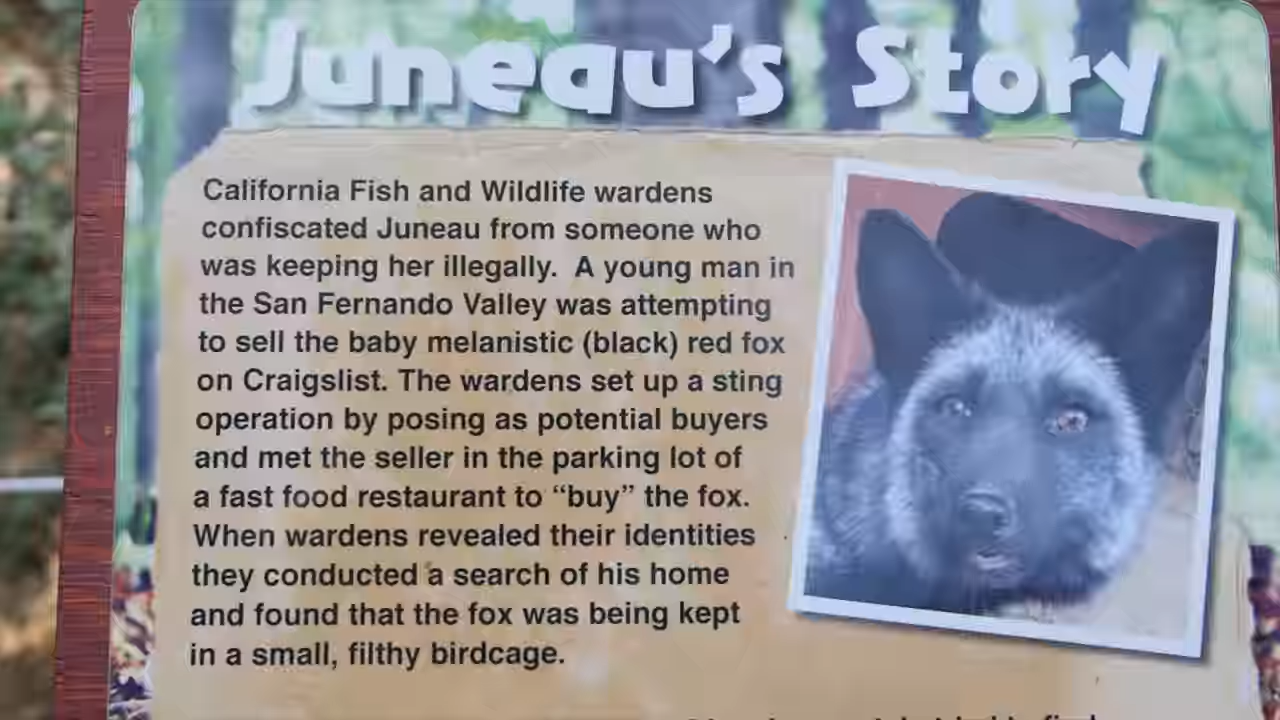 Juneau's Story
California Fish and Wildlife wardens
confiscated Juneau from someone who
was keeping her illegally. A young man in
the San Fernando Valley was attempting
to sell the baby melanistic (black) red fox
on Craigslist. The wardens set up a sting
operation by posing as potential buyers
and met the seller in the parking lot of
a fast food restaurant to “buy” the fox.
When wardens revealed their identities
they conducted a search of his home
and found that the fox was being kept
in a small, filthy birdcage.